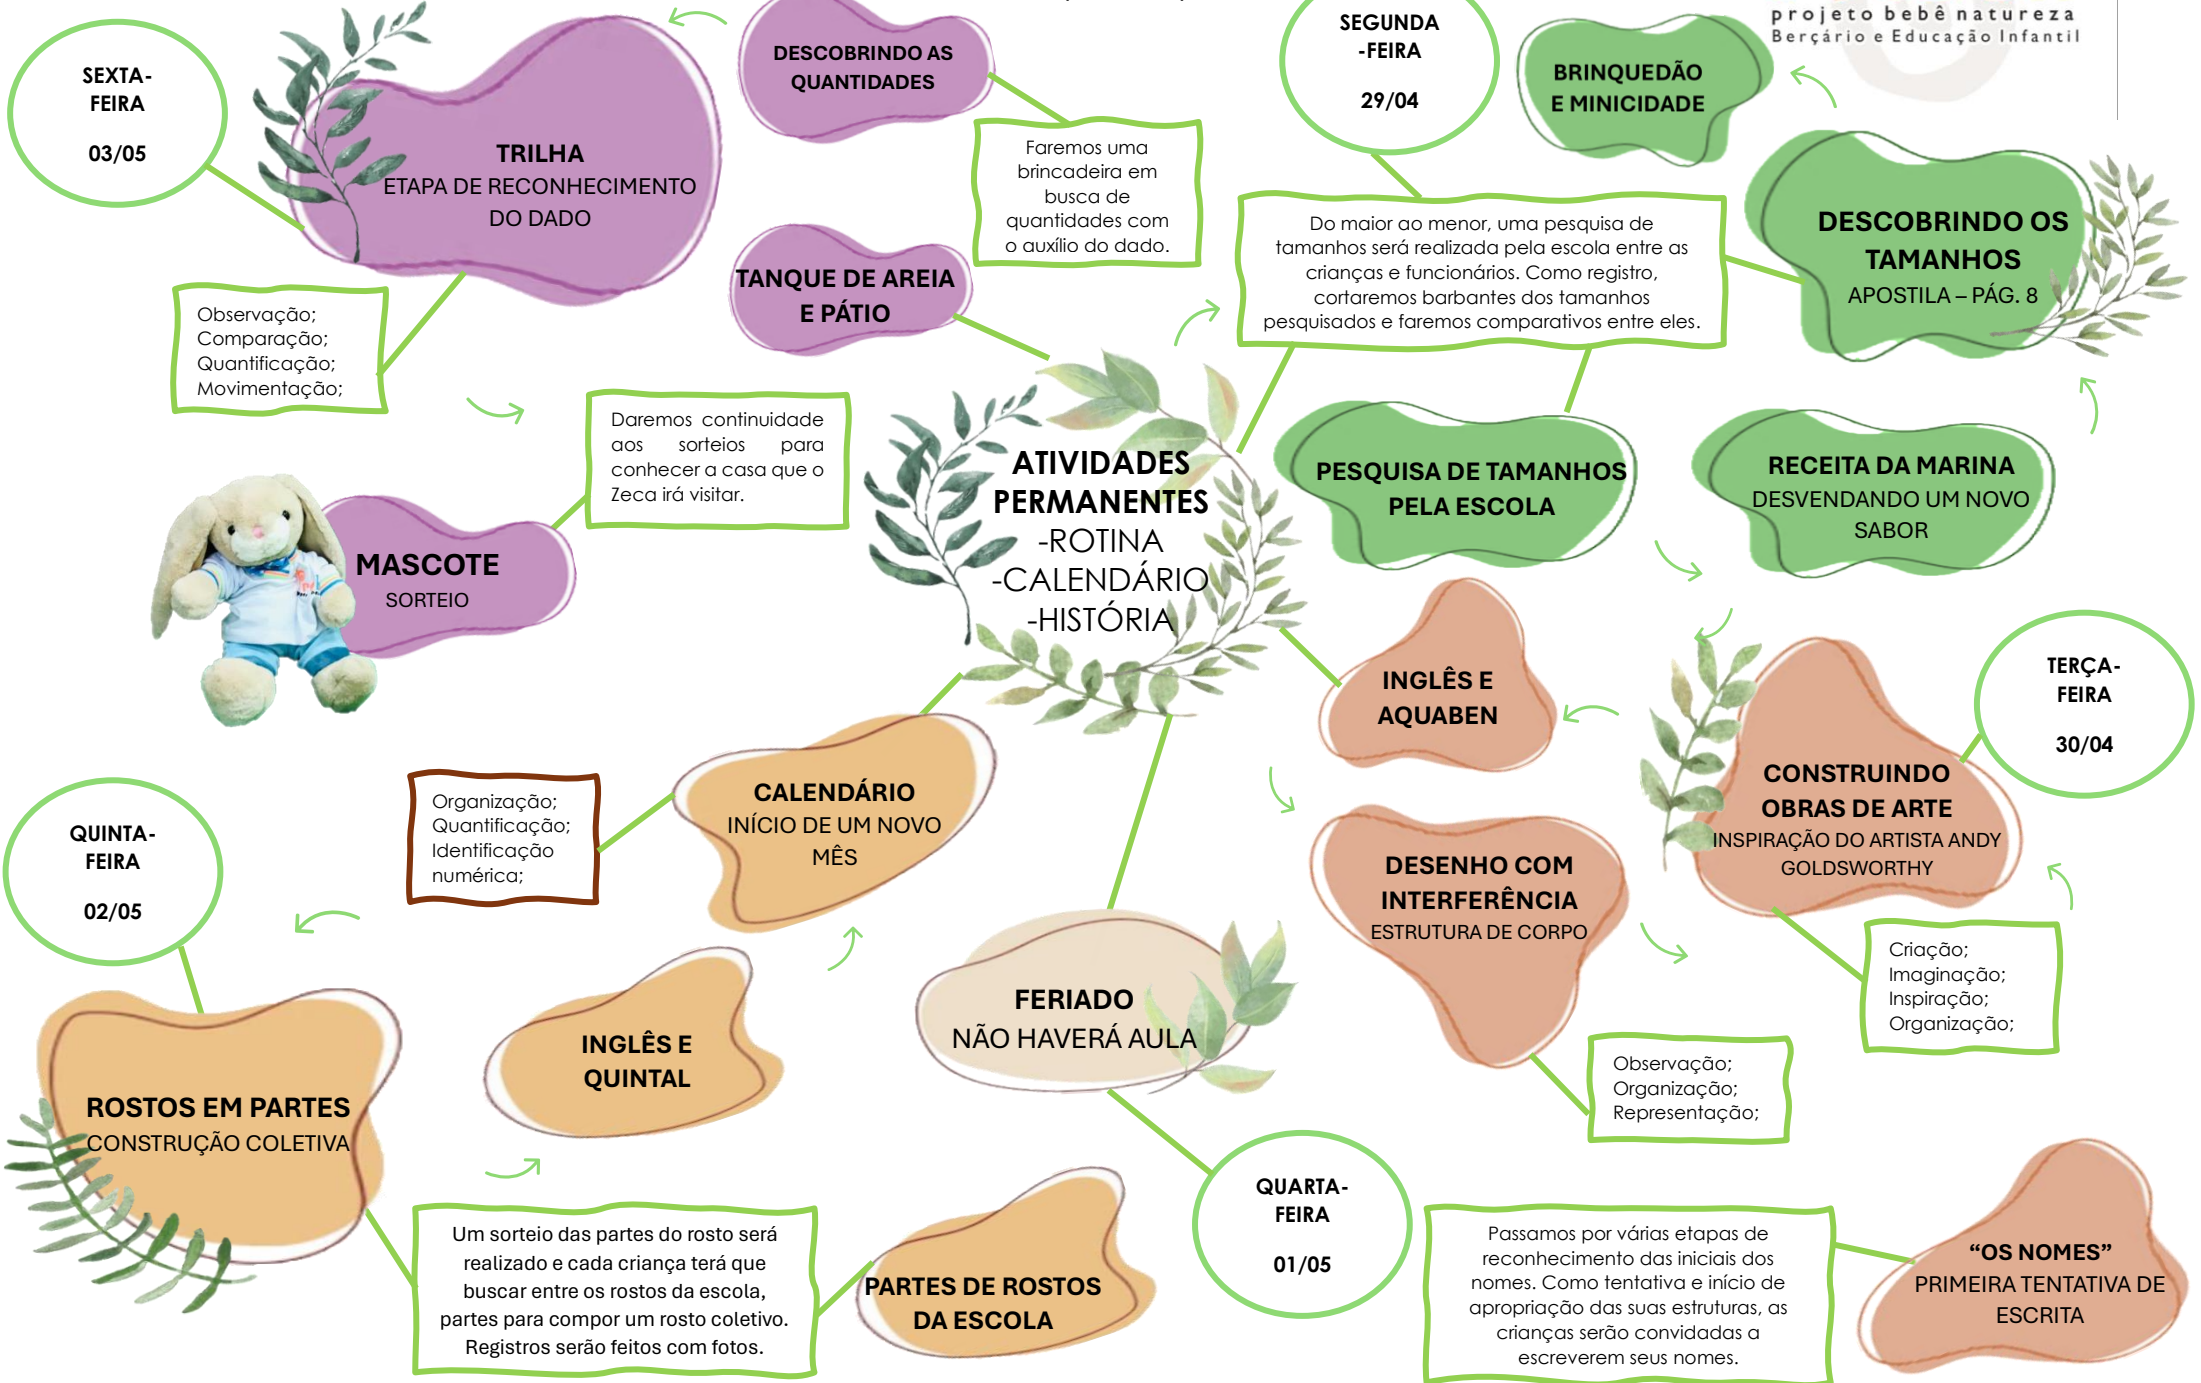 projeto bebê natureza
Berçário e Educação Infantil
SEXTA-
FEIRA
03/05
TRILHA
ETAPA DE RECONHECIMENTO
DO DADO
Observação;
Comparação;
Quantificação;
Movimentação;
DESCOBRINDO AS
QUANTIDADES
Faremos uma
brincadeira em
busca de
quantidades com
o auxílio do dado.
TANQUE DE AREIA
E PÁTIO
Daremos continuidade
aos sorteios para
conhecer a casa que o
Zeca irá visitar.
MASCOTE
SORTEIO
SEGUNDA
-FEIRA
29/04
BRINQUEDÃO
E MINICIDADE
Do maior ao menor, uma pesquisa de
tamanhos será realizada pela escola entre as
crianças e funcionários. Como registro,
cortaremos barbantes dos tamanhos
pesquisados e faremos comparativos entre eles.
DESCOBRINDO OS
TAMANHOS
APOSTILA – PÁG. 8
PESQUISA DE TAMANHOS
PELA ESCOLA
RECEITA DA MARINA
DESVENDANDO UM NOVO
SABOR
ATIVIDADES
PERMANENTES
-ROTINA
-CALENDÁRIO
-HISTÓRIA
INGLÊS E
AQUABEN
TERÇA-
FEIRA
30/04
CONSTRUINDO
OBRAS DE ARTE
INSPIRAÇÃO DO ARTISTA ANDY
GOLDSWORTHY
Criação;
Imaginação;
Inspiração;
Organização;
DESENHO COM
INTERFERÊNCIA
ESTRUTURA DE CORPO
Observação;
Organização;
Representação;
“OS NOMES”
PRIMEIRA TENTATIVA DE
ESCRITA
Passamos por várias etapas de
reconhecimento das iniciais dos
nomes. Como tentativa e início de
apropriação das suas estruturas, as
crianças serão convidadas a
escreverem seus nomes.
FERIADO
NÃO HAVERÁ AULA
QUARTA-
FEIRA
01/05
CALENDÁRIO
INÍCIO DE UM NOVO
MÊS
Organização;
Quantificação;
Identificação
numérica;
QUINTA-
FEIRA
02/05
INGLÊS E
QUINTAL
ROSTOS EM PARTES
CONSTRUÇÃO COLETIVA
Um sorteio das partes do rosto será
realizado e cada criança terá que
buscar entre os rostos da escola,
partes para compor um rosto coletivo.
Registros serão feitos com fotos.
PARTES DE ROSTOS
DA ESCOLA